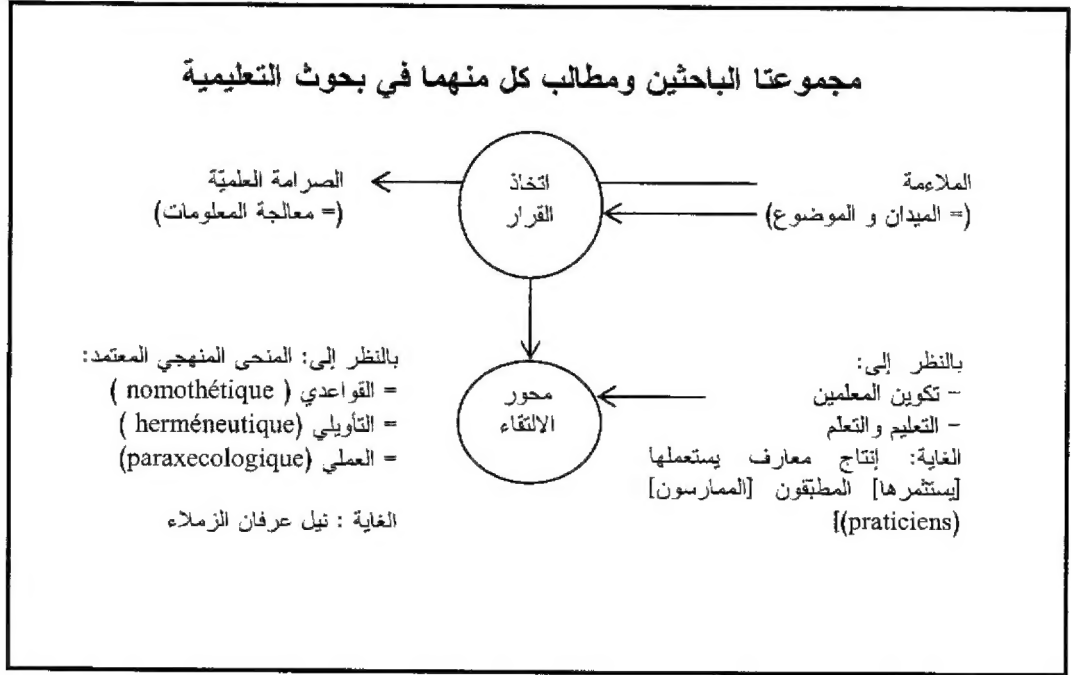 مجموعتا الباحثين ومطالب كل منهما في بحوث التعليمية
الملاءمة
(= الميدان و الموضوع)
اتخاذ
القرار
الصرامة العلميّة
(= معالجة المعلومات)
بالنظر إلى:
- تكوين المعلمين
- التعليم والتعلم
الغاية: إنتاج معارف يستعملها
[يستثمرها] المطبّقون [الممارسون]
(praticiens)]
محور
الالتقاء
بالنظر إلى: المنحى المنهجي المعتمد:
= القواعدي ( nomothétique )
= التأويلي (herméneutique )
= العملي (paraxecologique)
الغاية : نيل عرفان الزملاء